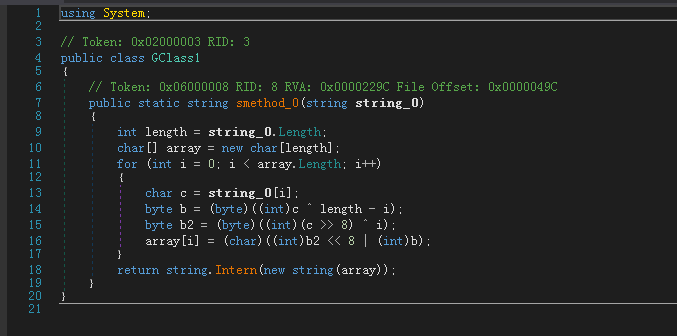 1 using System;
2
3 // Token: 0x02000003 RID: 3
4 public class GClass1
5 {
6 // Token: 0x06000008 RID: 8 RVA: 0x0000229C File Offset: 0x0000049C
7 public static string smethod_0(string string_0)
8 {
9 int length = string_0.Length;
10 char[] array = new char[length];
11 for (int i = 0; i < array.Length; i++)
12 {
13 char c = string_0[i];
14 byte b = (byte)((int)c ^ length - i);
15 byte b2 = (byte)((int)(c >> 8) ^ i);
16 array[i] = (char)((int)b2 << 8 | (int)b);
17 }
18 return string.Intern(new string(array));
19 }
20 }
21